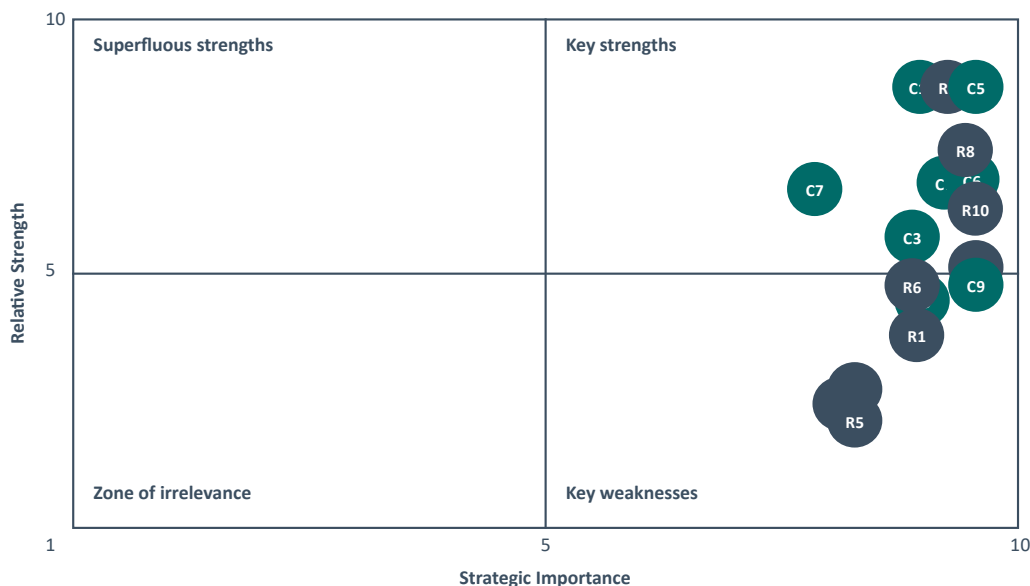 10
Superfluous strengths
Key strengths
C5
R8
C7
R10
C3
5
R6
C9
R1
R5
Zone of irrelevance
Key weaknesses
1
5
10
Relative Strength
Strategic Importance